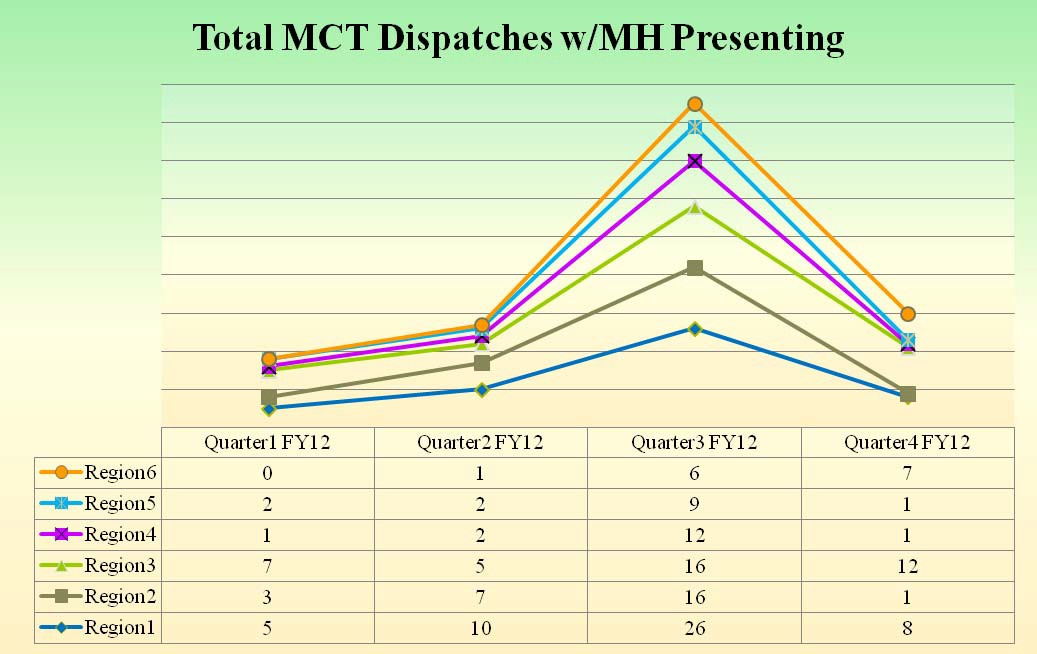 Total MCT Dispatches w/MH Presenting
Quarter1 FY12 Quarter2 FY12 Quarter3 FY12 Quarter4 FY12
Region6 0 1 6 7
Region5 2 2 9 1
Region4 1 2 12 1
Region3 7 5 16 12
Region2 3 7 16 1
Region1 5 10 26 8